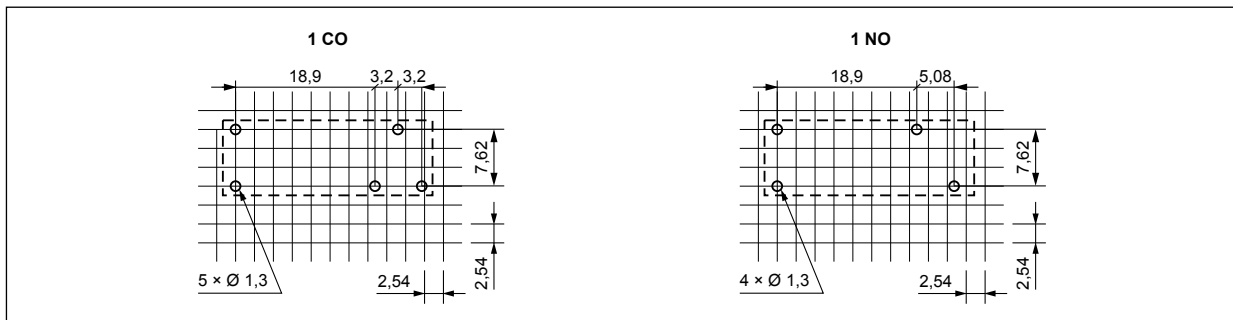 1 CO
18,9
3,2
3,2
7,62
2,54
5 × Ø 1,3
2,54
1 NO
18,9
5,08
7,62
2,54
4 × Ø 1,3
2,54